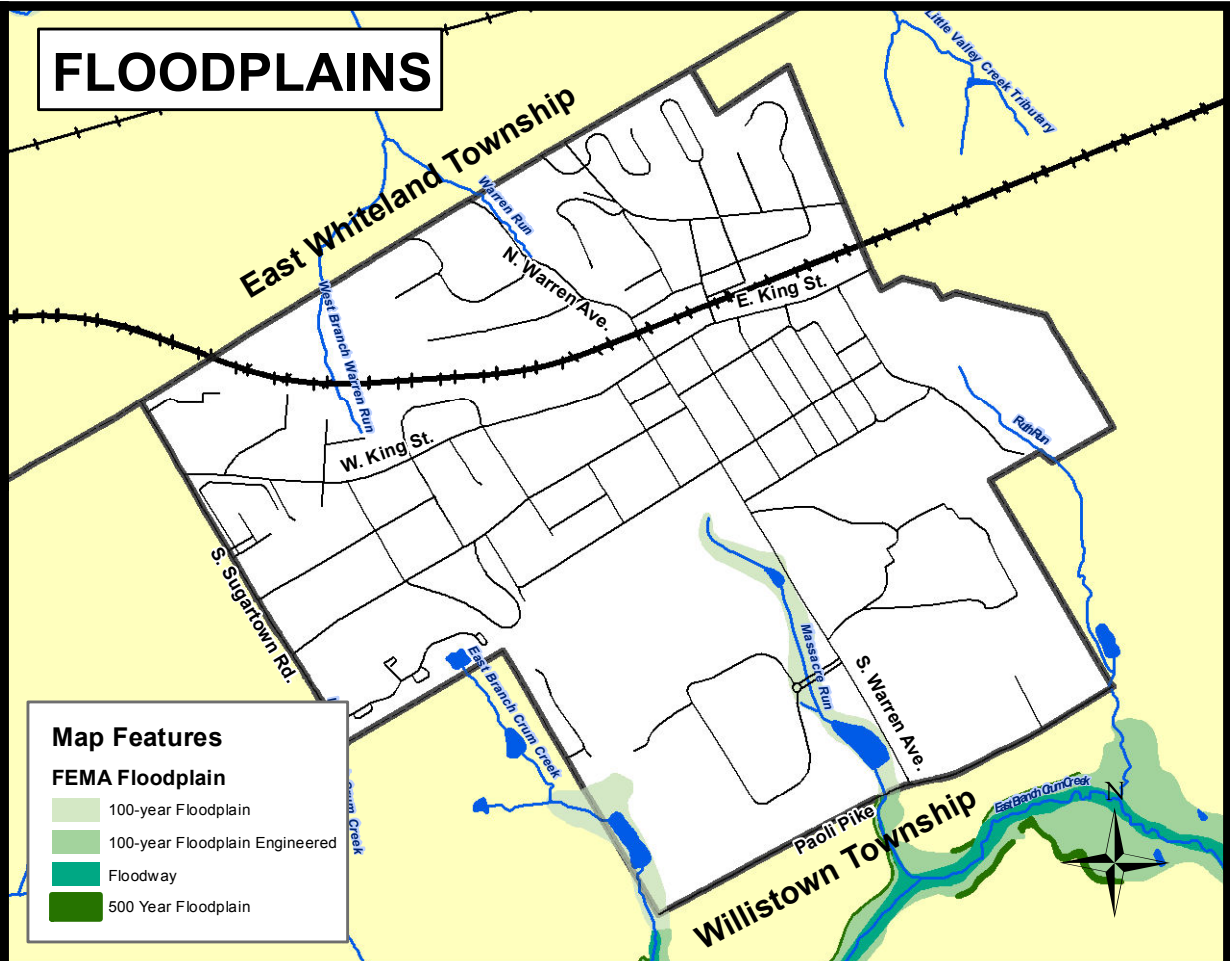 FLOODPLAINS
Little Valley Creek Tributary
East Whiteland Township
Warren Run
N. Warren Ave.
E. King St.
West Branch Warren Run
W. King St.
Ruth Run
S. Sugartown Rd.
Massacre Run
East Branch Crum Creek
S. Warren Ave.
Map Features
FEMA Floodplain
100-year Floodplain
100-year Floodplain Engineered
Floodway
500 Year Floodplain
Crum Creek
Paoli Pike
Willistown Township
East Branch Crum Creek
N